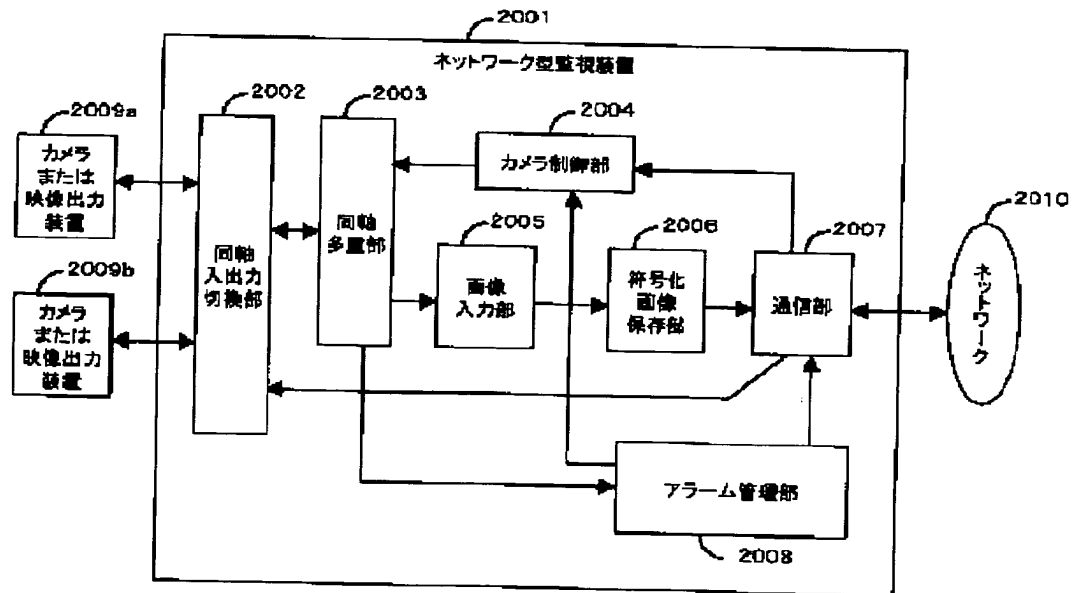 2001
ネットワーク型監視装置
2002
2003
2004
2009a
カメラ
または
映像出力
装置
カメラ制御部
2010
同軸
入出力
切換部
同軸
多重部
2005
2006
2007
画像
入力部
符号化
画像
保存部
通信部
ネットワーク
2009b
カメラ
または
映像出力
装置
アラーム管理部
2008